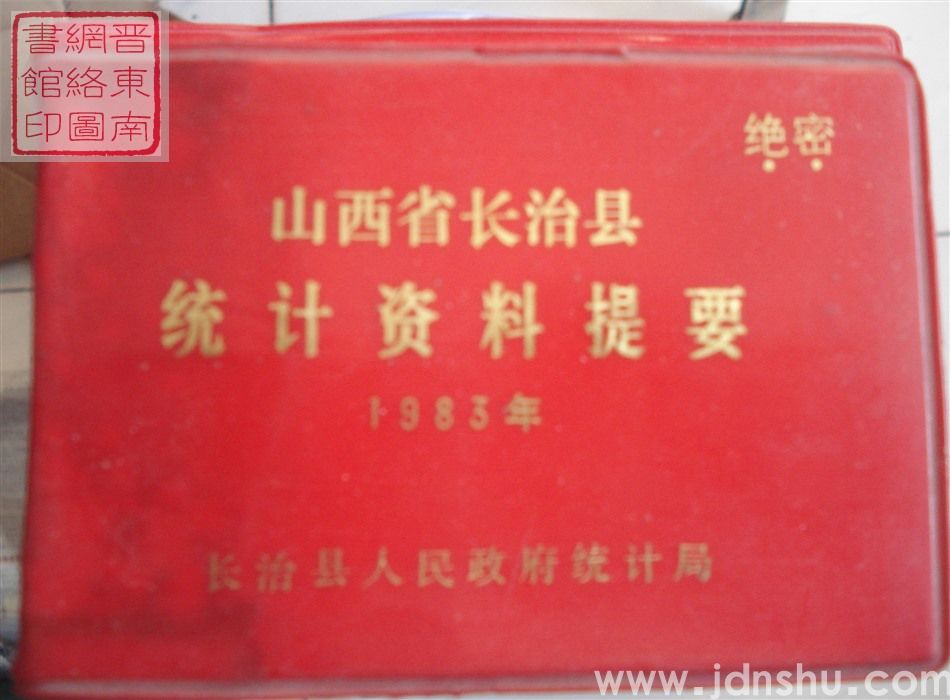 晋東南
網絡圖
書館印
绝密
山西省长治县
统计资料提要
1983年
长治县人民政府统计局
www.jdnshu.com